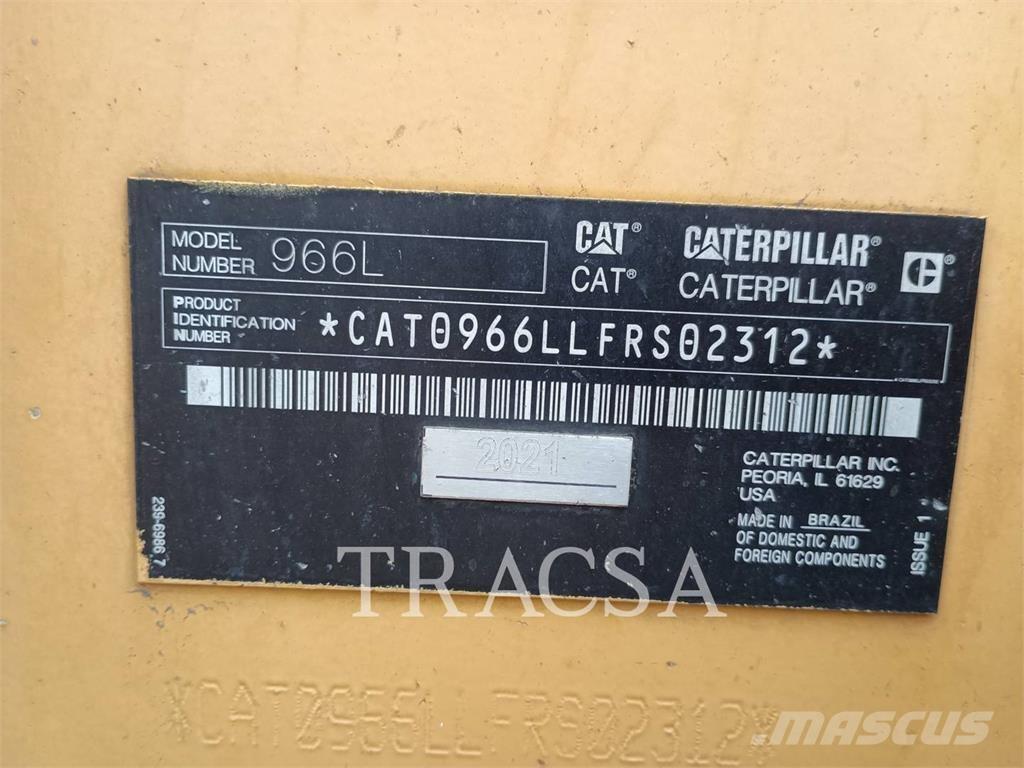 MODEL NUMBER 966L
CAT® CATERPILLAR®
CAT® CATERPILLAR®
PRODUCT
IDENTIFICATION
NUMBER
*CAT0966LLFRS02312*
2021
CATERPILLAR INC.
PEORIA, IL 61629
USA
MADE IN BRAZIL
OF DOMESTIC AND
FOREIGN COMPONENTS
ISSUE 1
239-6986 7
TRACSA
*CAT0966LLFRS02312*
MASCUS